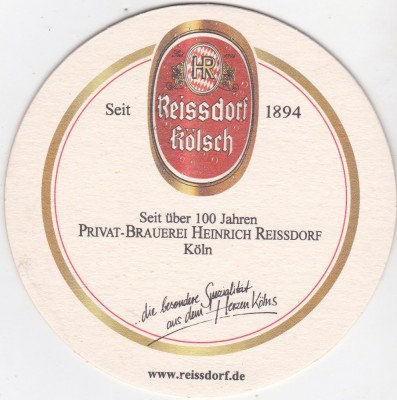 HR
Reissdorf
Kölsch
Seit 1894
Seit über 100 Jahren
PRIVAT-BRAUEREI HEINRICH REISSDORF
Köln
...die besondere Spezialität
aus dem Herzen Kölns
www.reissdorf.de